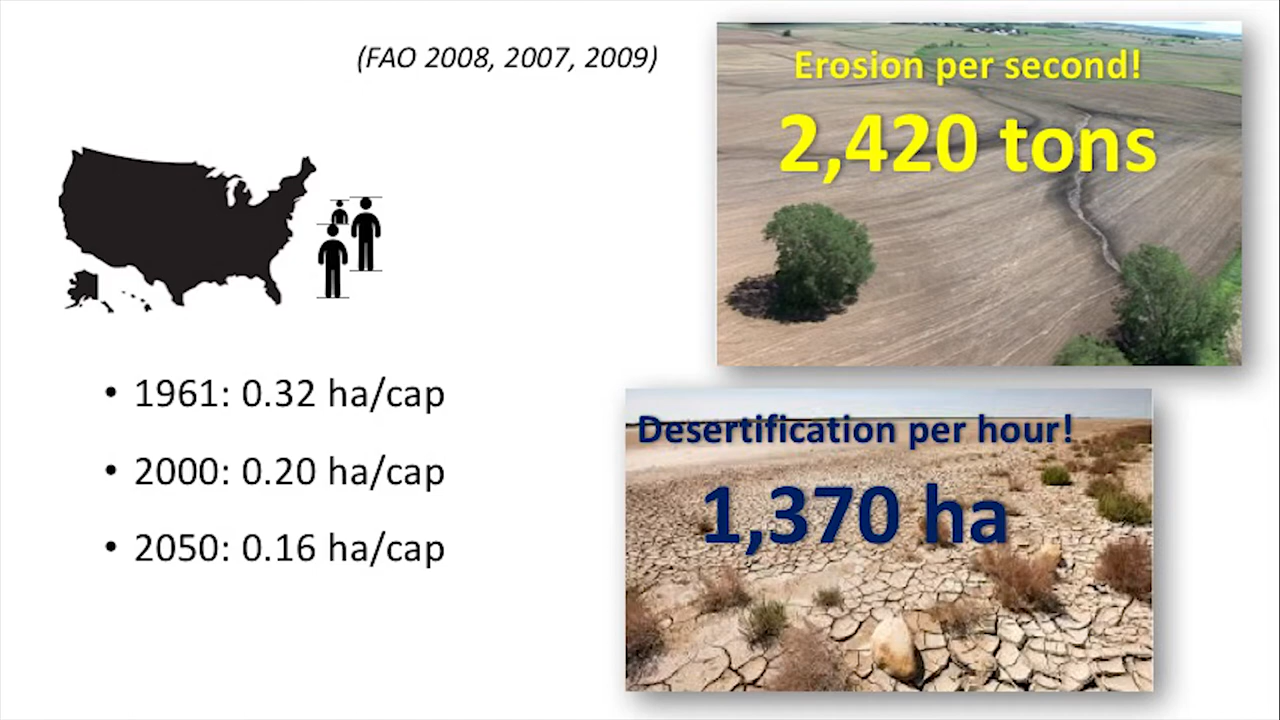 (FAO 2008, 2007, 2009)
• 1961: 0.32 ha/cap
• 2000: 0.20 ha/cap
• 2050: 0.16 ha/cap
Erosion per second!
2,420 tons
Desertification per hour!
1,370 ha